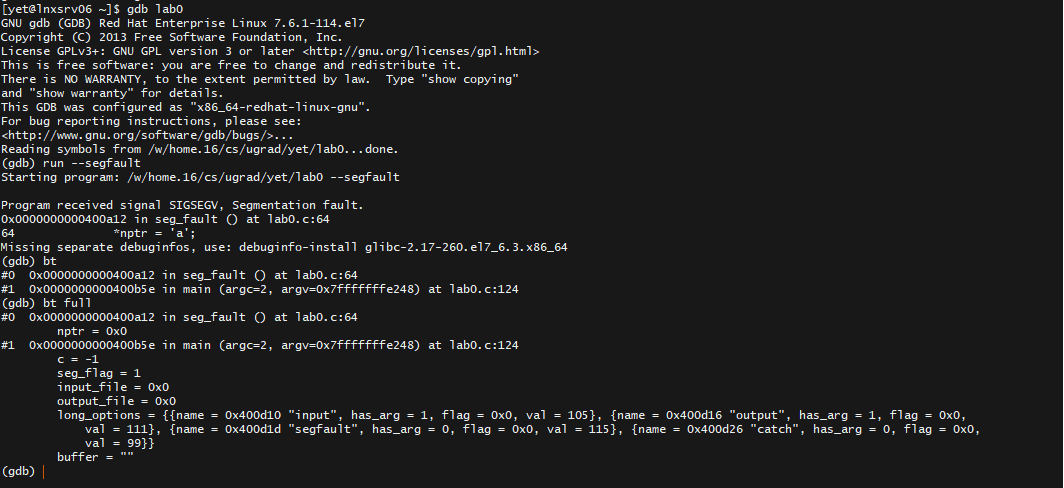 [yet@lnxsrv06 ~]$ gdb lab0
GNU gdb (GDB) Red Hat Enterprise Linux 7.6.1-114.el7
Copyright (C) 2013 Free Software Foundation, Inc.
License GPLv3+: GNU GPL version 3 or later <http://gnu.org/licenses/gpl.html>
This is free software: you are free to change and redistribute it.
There is NO WARRANTY, to the extent permitted by law.  Type "show copying"
and "show warranty" for details.
This GDB was configured as "x86_64-redhat-linux-gnu".
For bug reporting instructions, please see:
<http://www.gnu.org/software/gdb/bugs/>...
Reading symbols from /w/home.16/cs/ugrad/yet/lab0...done.
(gdb) run --segfault
Starting program: /w/home.16/cs/ugrad/yet/lab0 --segfault
Program received signal SIGSEGV, Segmentation fault.
0x0000000000400a12 in seg_fault () at lab0.c:64
64              *nptr = 'a';
Missing separate debuginfos, use: debuginfo-install glibc-2.17-260.el7_6.3.x86_64
(gdb) bt
#0  0x0000000000400a12 in seg_fault () at lab0.c:64
#1  0x0000000000400b5e in main (argc=2, argv=0x7fffffffe248) at lab0.c:124
(gdb) bt full
#0  0x0000000000400a12 in seg_fault () at lab0.c:64
        nptr = 0x0
#1  0x0000000000400b5e in main (argc=2, argv=0x7fffffffe248) at lab0.c:124
        c = -1
        seg_flag = 1
        input_file = 0x0
        output_file = 0x0
        long_options = {{name = 0x400d10 "input", has_arg = 1, flag = 0x0, val = 105}, {name = 0x400d16 "output", has_arg = 1, flag = 0x0,
            val = 111}, {name = 0x400d1d "segfault", has_arg = 0, flag = 0x0, val = 115}, {name = 0x400d26 "catch", has_arg = 0, flag = 0x0,
            val = 99}}
        buffer = ""
(gdb)